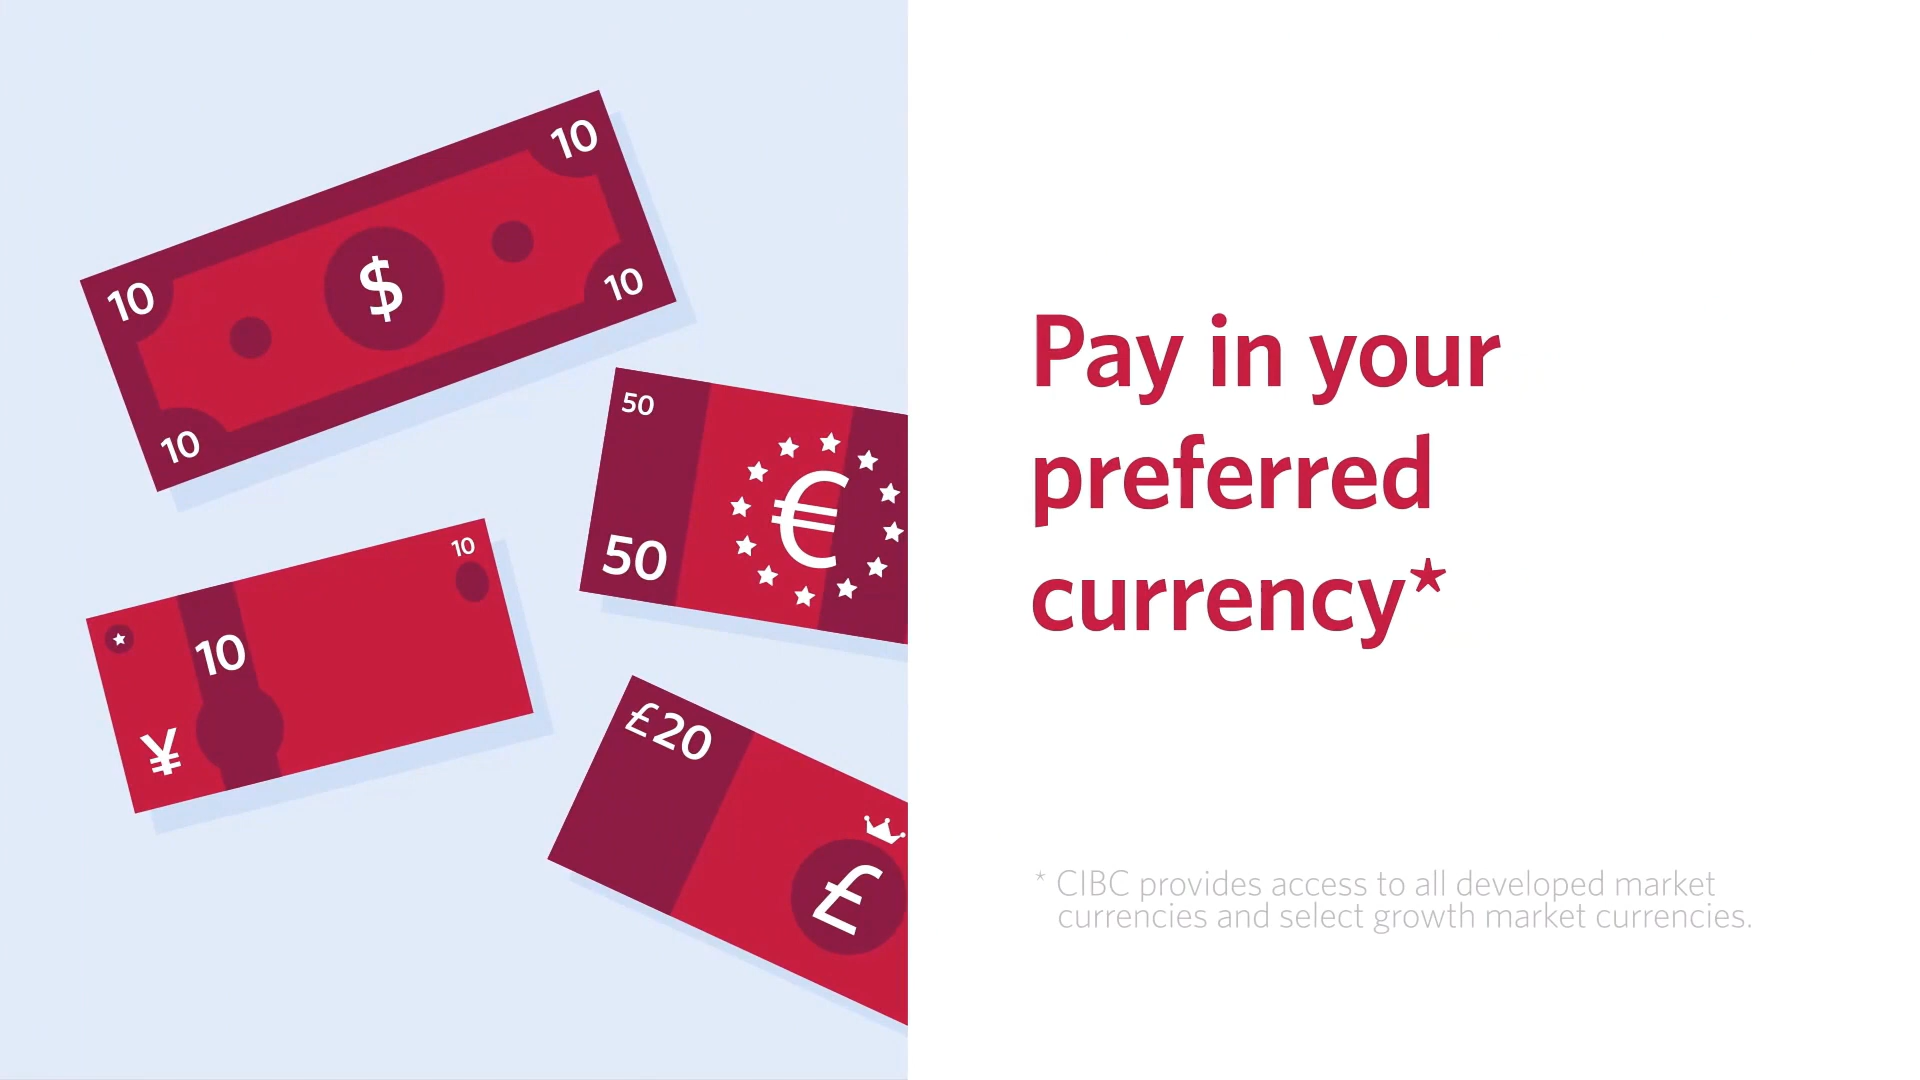 10
10
$
10
10
50
€
50
10
10
¥
£20
£
Pay in your
preferred
currency*
* CIBC provides access to all developed market
currencies and select growth market currencies.